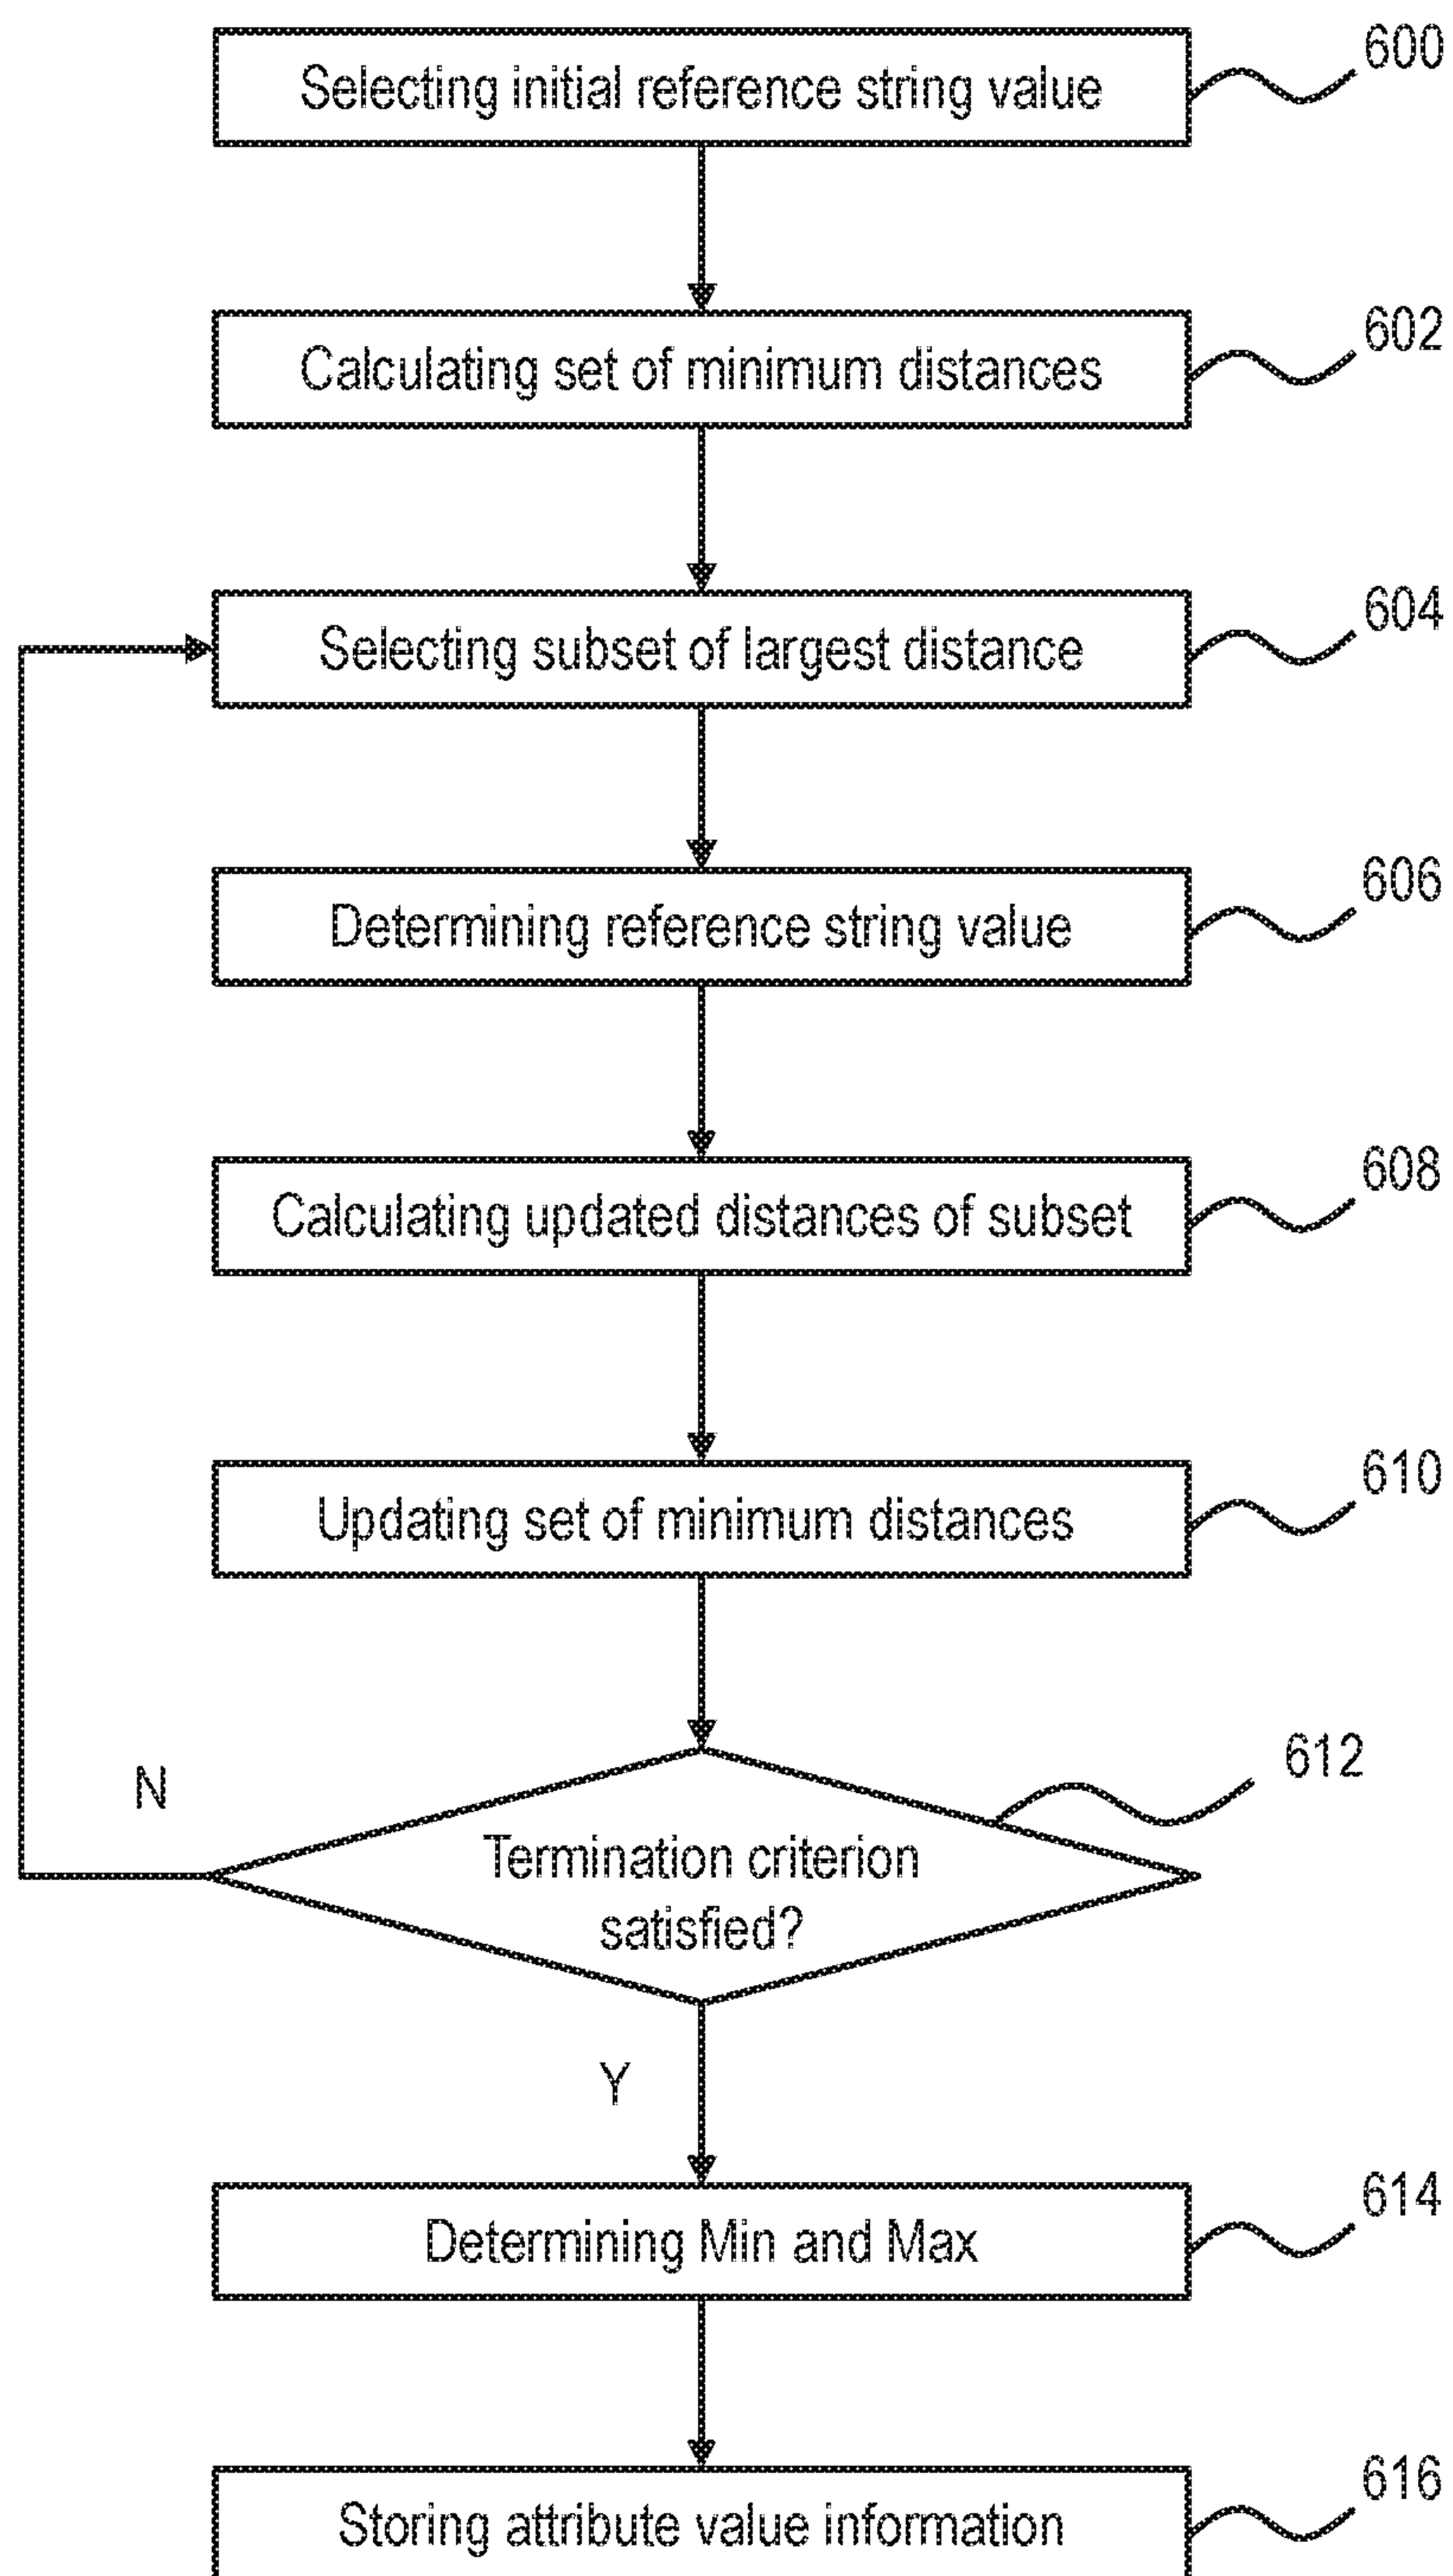 Selecting initial reference string value
600
Calculating set of minimum distances
602
Selecting subset of largest distance
604
Determining reference string value
606
Calculating updated distances of subset
608
Updating set of minimum distances
610
N
612
Termination criterion
satisfied?
Y
Determining Min and Max
614
Storing attribute value information
616